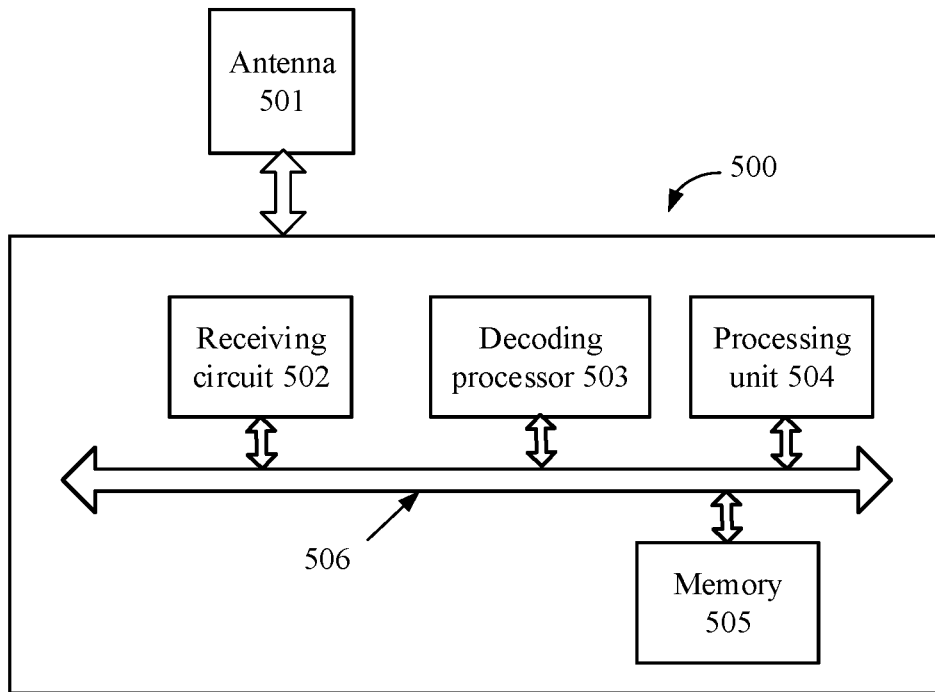 Antenna
501
500
Receiving
circuit 502
Decoding
processor 503
Processing
unit 504
506
Memory
505